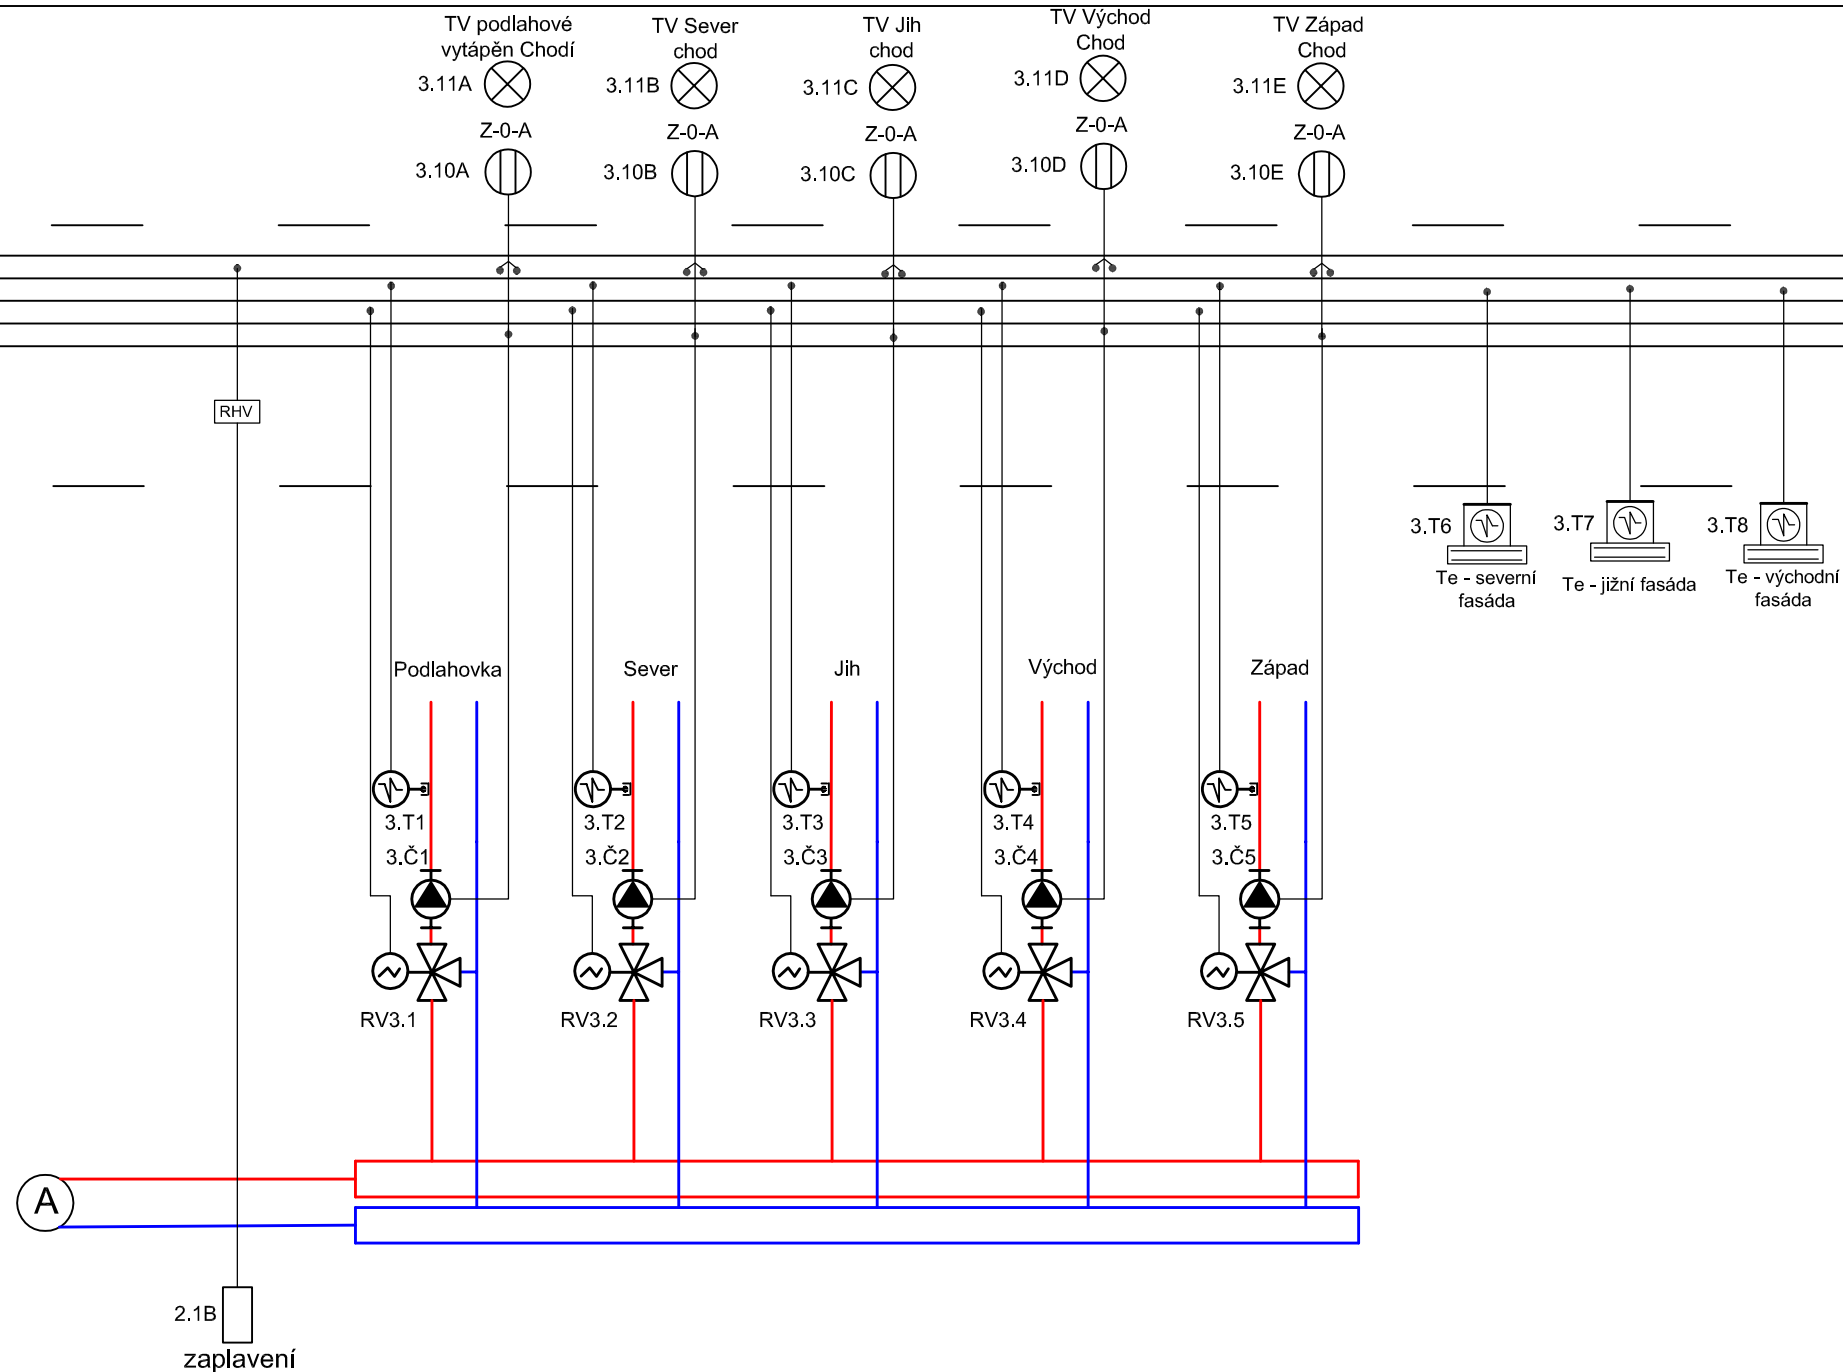 TV podlahové
vytápěn Chodí
TV Sever
chod
TV Jih
chod
TV Východ
Chod
TV Západ
Chod
3.11A
3.11B
3.11C
3.11D
3.11E
Z-0-A
Z-0-A
Z-0-A
Z-0-A
Z-0-A
3.10A
3.10B
3.10C
3.10D
3.10E
RHV
3.T6
3.T7
3.T8
Te - severní
fasáda
Te - jižní fasáda
Te - východní
fasáda
Podlahovka
Sever
Jih
Východ
Západ
3.T1
3.T2
3.T3
3.T4
3.T5
3.Č1
3.Č2
3.Č3
3.Č4
3.Č5
RV3.1
RV3.2
RV3.3
RV3.4
RV3.5
A
2.1B
zaplavení